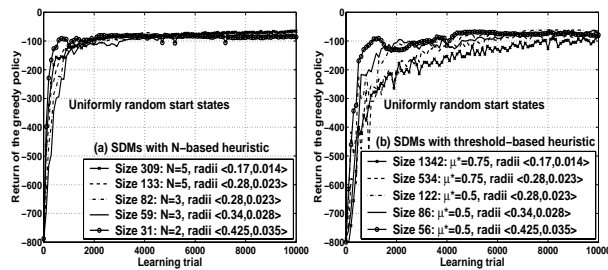 Return of the greedy policy
0
−100
−200
−300
−400
−500
−600
−700
−800
Uniformly random start states
(a) SDMs with N−based heuristic
Size 309: N=5, radii <0.17,0.014>
Size 133: N=5, radii <0.28,0.023>
Size 82: N=3, radii <0.28,0.023>
Size 59: N=3, radii <0.34,0.028>
Size 31: N=2, radii <0.425,0.035>
0 2000 4000 6000 8000 10000
Learning trial
Return of the greedy policy
0
−100
−200
−300
−400
−500
−600
−700
−800
Uniformly random start states
(b) SDMs with threshold−based heuristic
Size 1342: μ*=0.75, radii <0.17,0.014>
Size 534: μ*=0.75, radii <0.28,0.023>
Size 122: μ*=0.5, radii <0.28,0.023>
Size 86: μ*=0.5, radii <0.34,0.028>
Size 56: μ*=0.5, radii <0.425,0.035>
0 2000 4000 6000 8000 10000
Learning trial